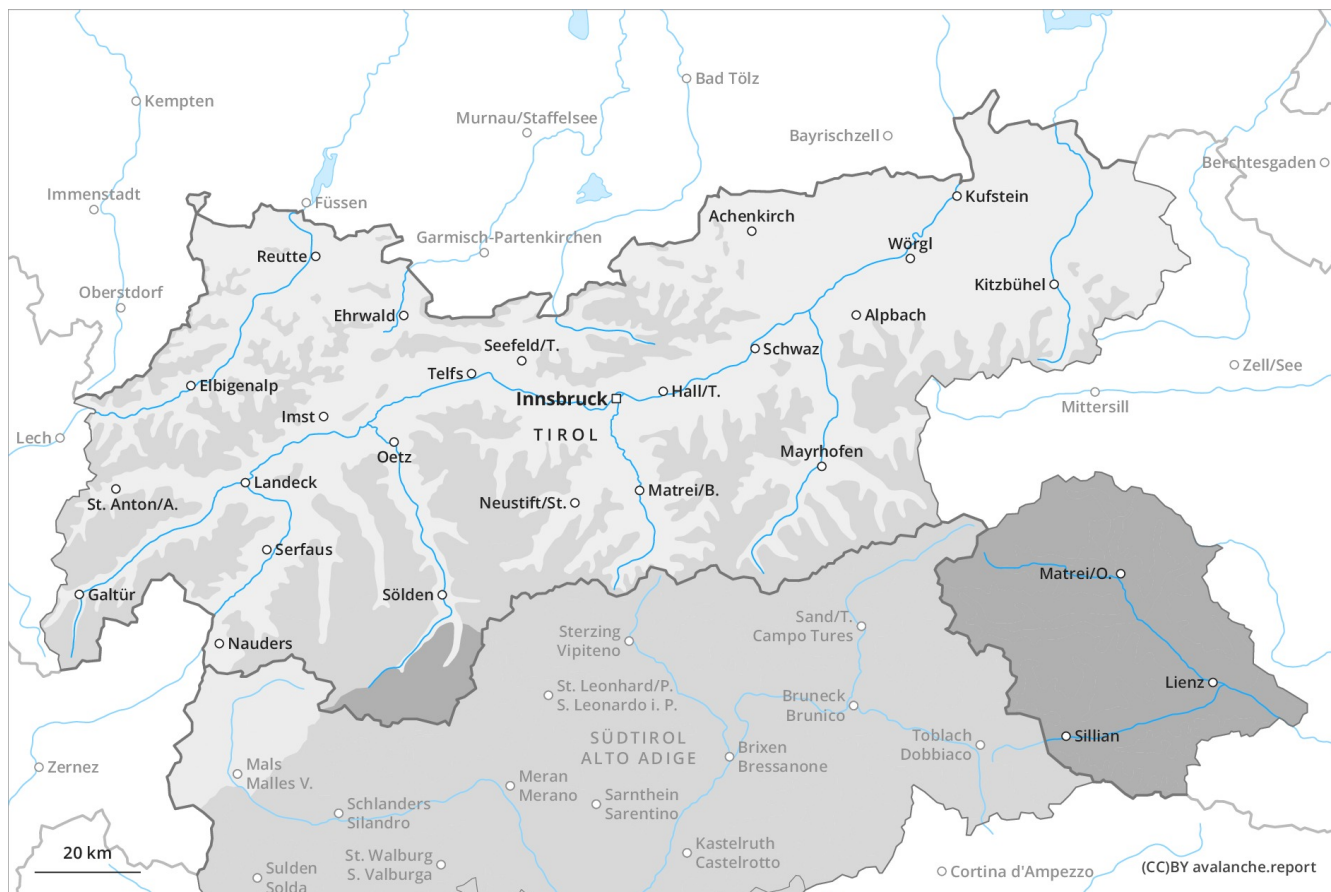 Bad Tölz
Kempten
Murnau/Staffelsee
Bayrischzell
Berchtesgaden
Immenstadt
Füssen
Kufstein
Achenkirch
Garmisch-Partenkirchen
Wörgl
Reutte
Kitzbühel
Oberstdorf
Ehrwald
Alpbach
Seefeld/T.
Schwaz
Zell/See
Telfs
Elbigenalp
Innsbruck
Hall/T.
Mittersill
Imst
TIROL
Lech
Oetz
Mayrhofen
Landeck
St. Anton/A.
Neustift/St.
Matrei/B.
Serfaus
Matrei/O.
Galtür
Sölden
Sand/T.
Campo Tures
Sterzing
Vipiteno
Nauders
Lienz
St. Leonhard/P.
S. Leonardo i. P.
Bruneck
Brunico
SÜDTIROL
ALTO ADIGE
Toblach
Dobbiaco
Sillian
Brixen
Bressanone
Zernez
Mals
Malles V.
Meran
Merano
Schlanders
Silandro
Sarnthein
Sarentino
Kastelruth
Castelrotto
20 km
St. Walburg
S. Valburga
Sulden
Solda
Cortina d'Ampezzo
(CC)BY avalanche.report